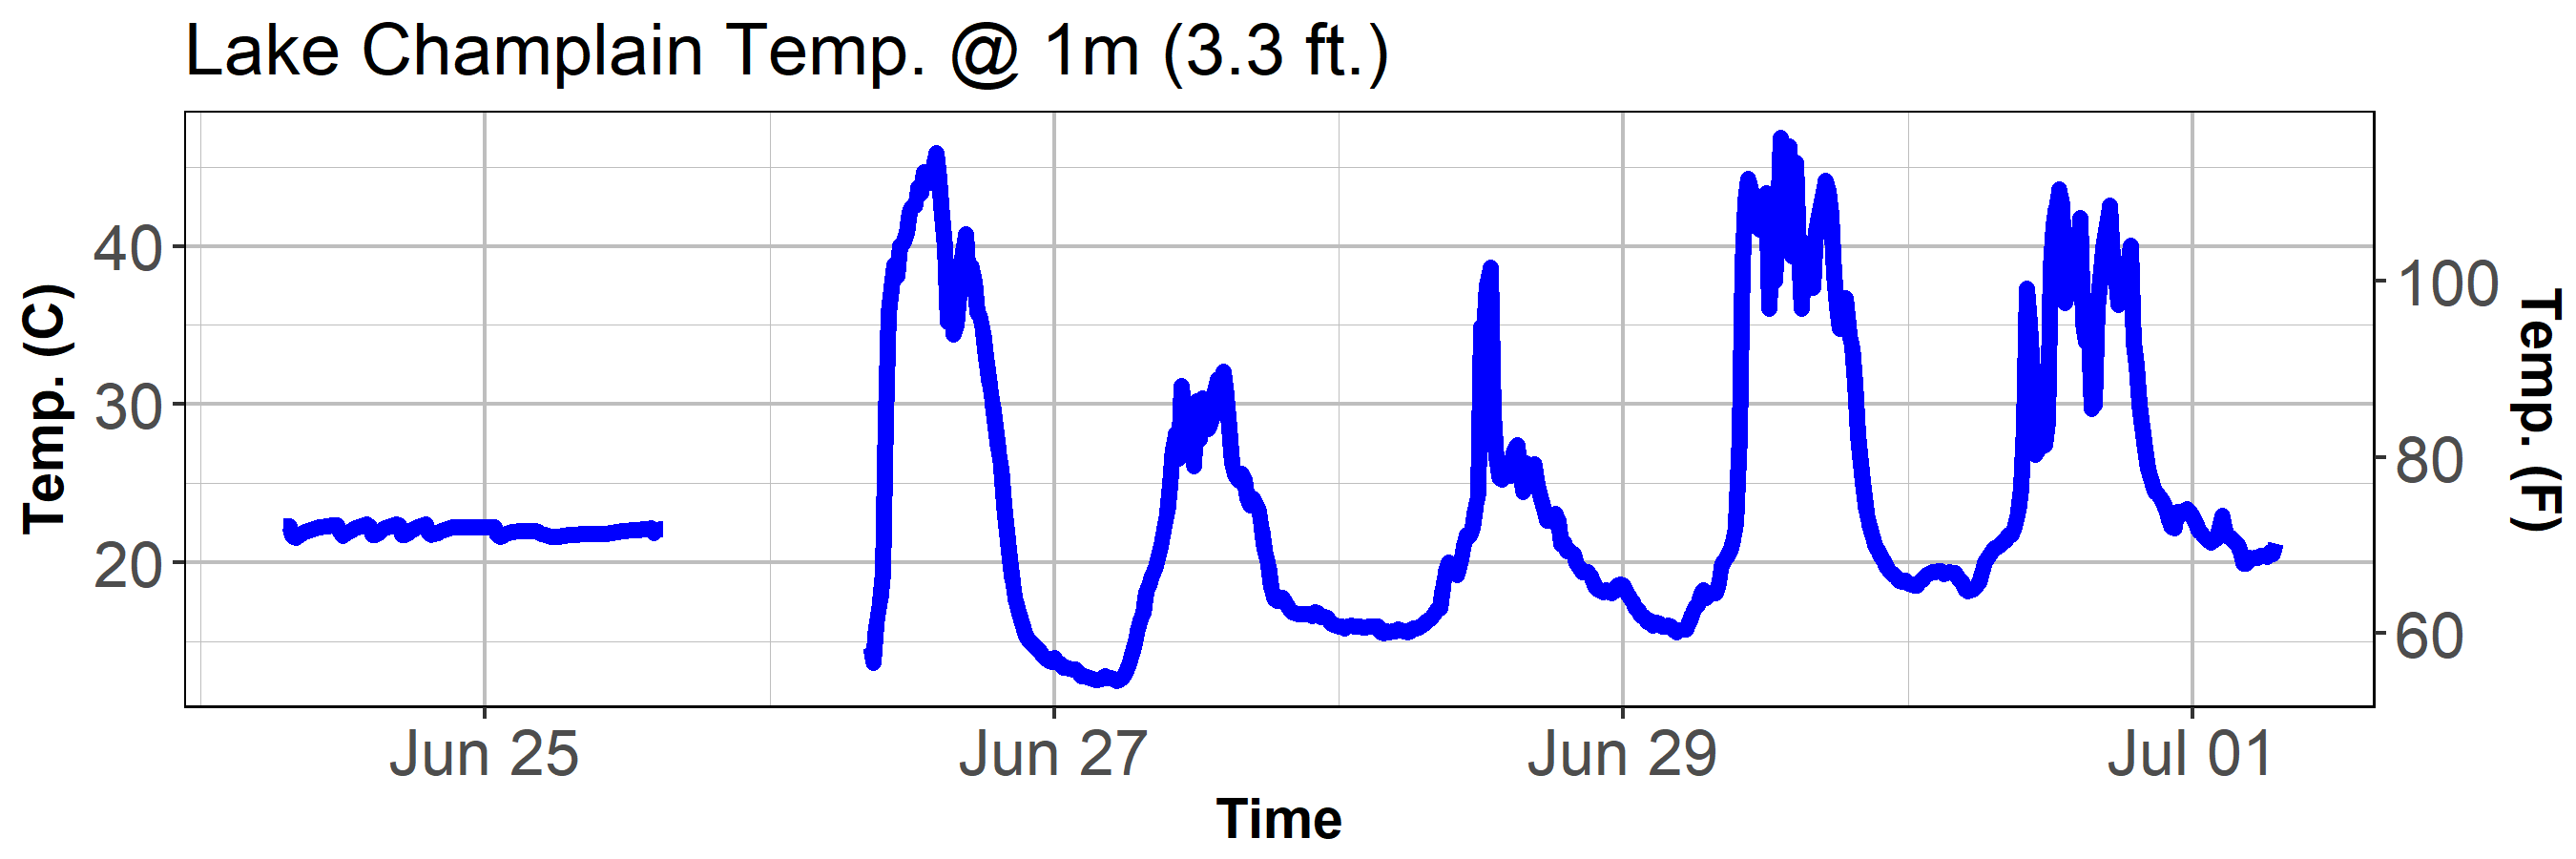 Lake Champlain Temp. @ 1m (3.3 ft.)
Temp. (C)
40
30
20
100
80
60
Temp. (F)
Jun 25 Jun 27 Jun 29 Jul 01
Time